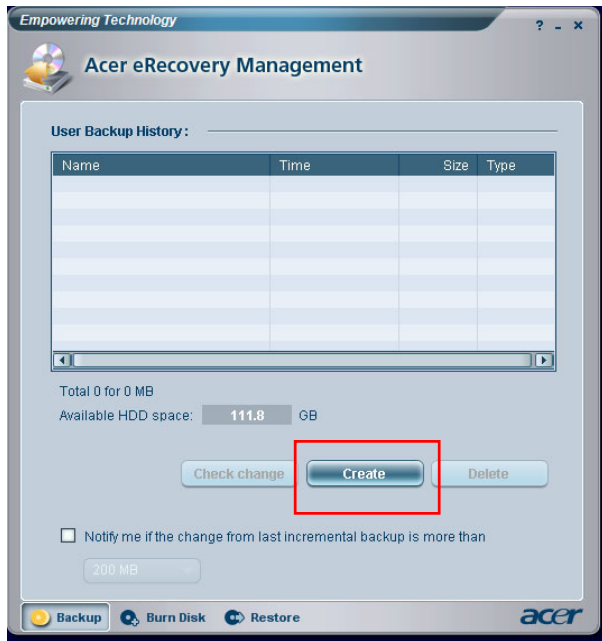 Empowering Technology
? - x
Acer eRecovery Management
User Backup History :
Name Time Size Type
Total 0 for 0 MB
Available HDD space: 111.8 GB
Check change Create Delete
Notify me if the change from last incremental backup is more than
200 MB
Backup Burn Disk Restore acer